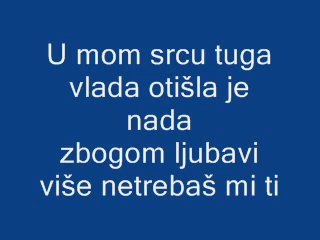 U mom srcu tuga
vlada otišla je
nada
zbogom ljubavi
više netrebaš mi ti